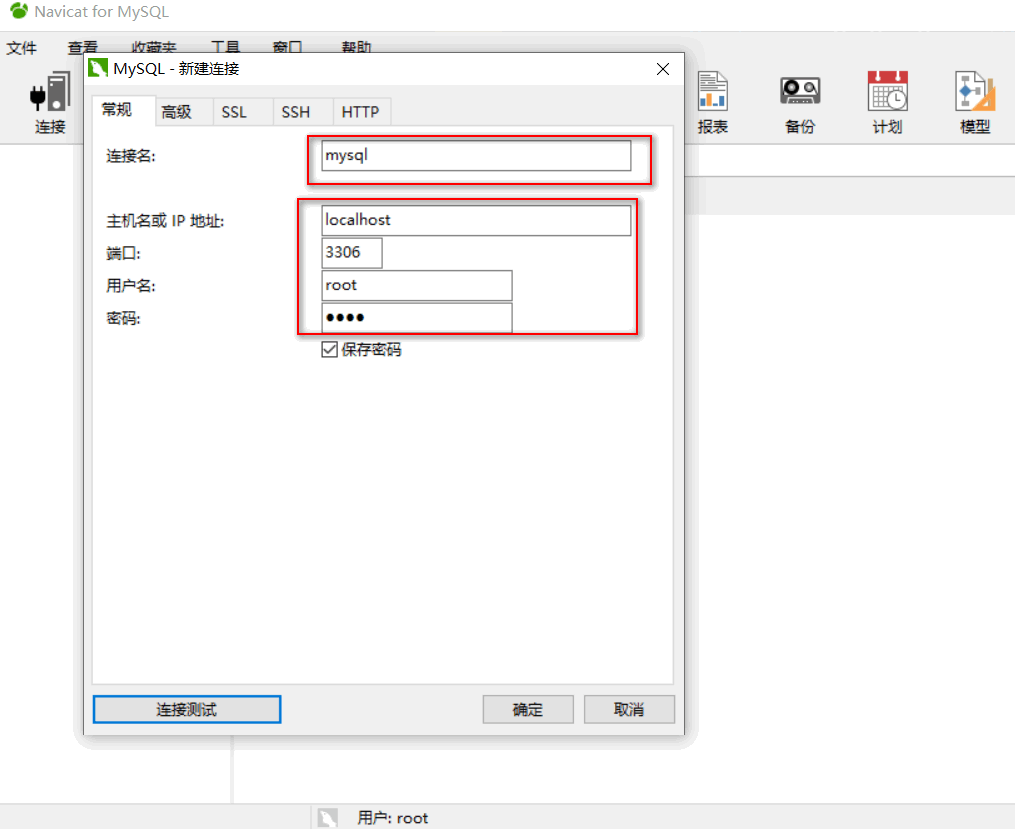 Navicat for MySQL
文件 查看 收藏夹 工具 窗口 帮助
MySQL - 新建连接
连接 报表 备份 计划 模型
常规 高级 SSL SSH HTTP
连接名: mysql
主机名或 IP 地址: localhost
端口: 3306
用户名: root
密码: ●●●●
保存密码
连接测试 确定 取消
用户: root